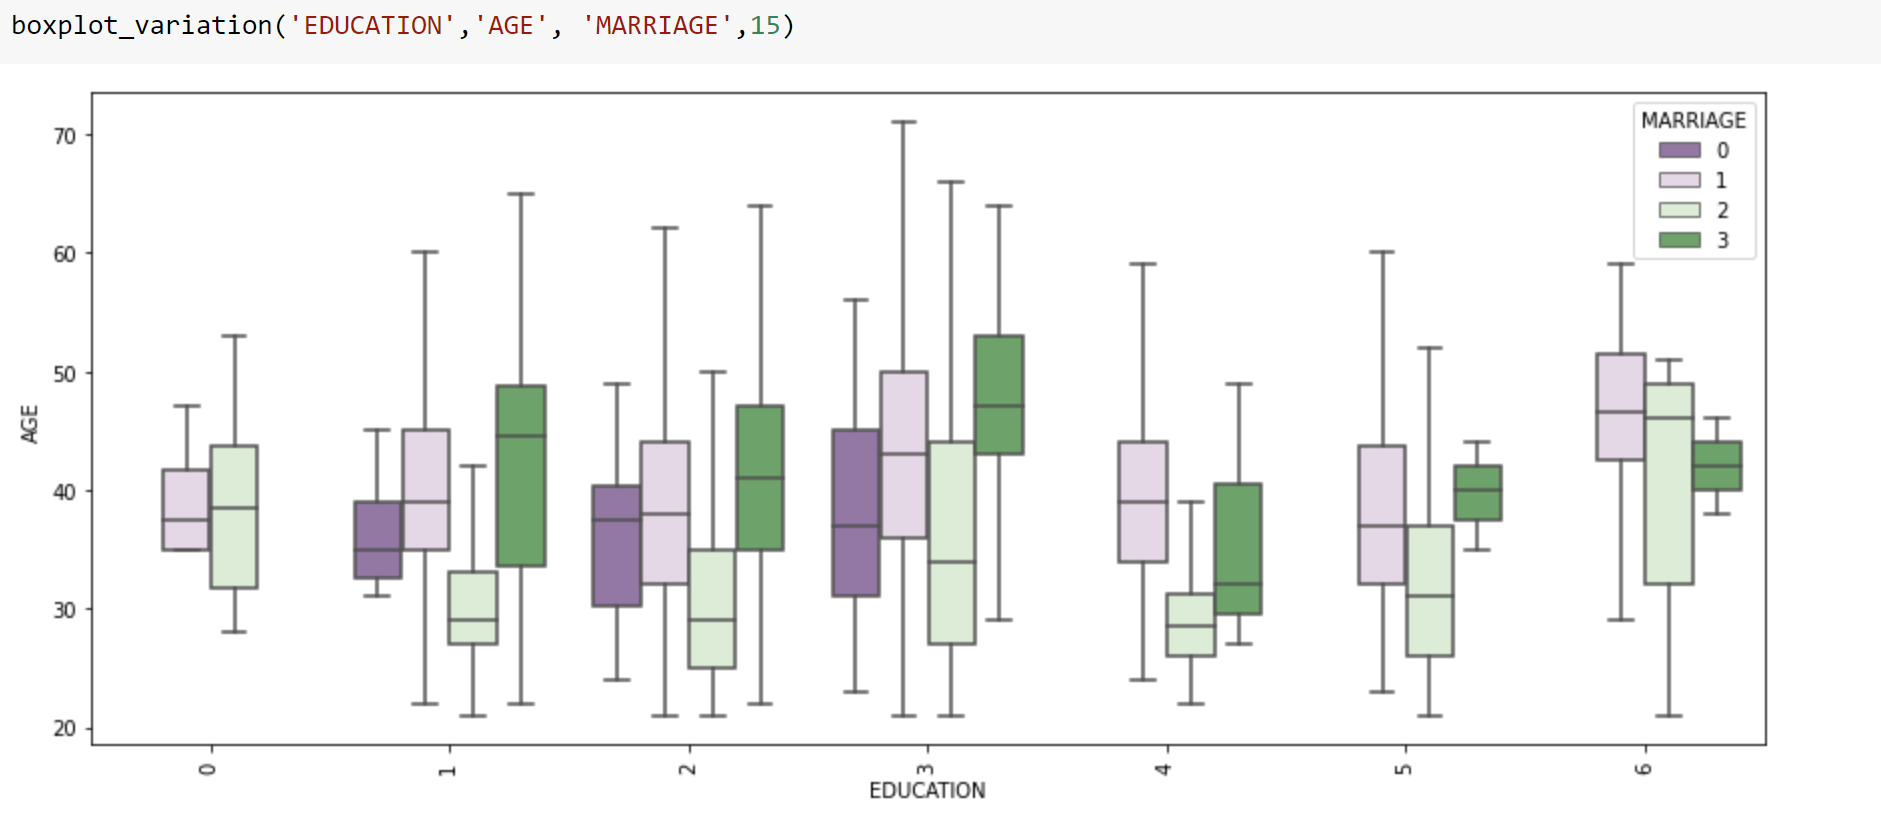 boxplot_variation('EDUCATION','AGE', 'MARRIAGE',15)
MARRIAGE
0
1
2
3
70
60
50
40
30
20
AGE
0 1 2 3 4 5 6
EDUCATION